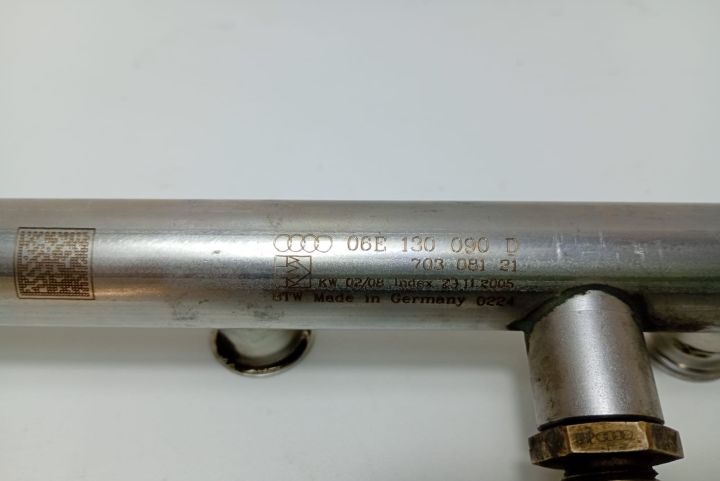 06E 130 090 D
703 081 21
KW 02/08 Index 23.11.2005
BTW Made in Germany 0224